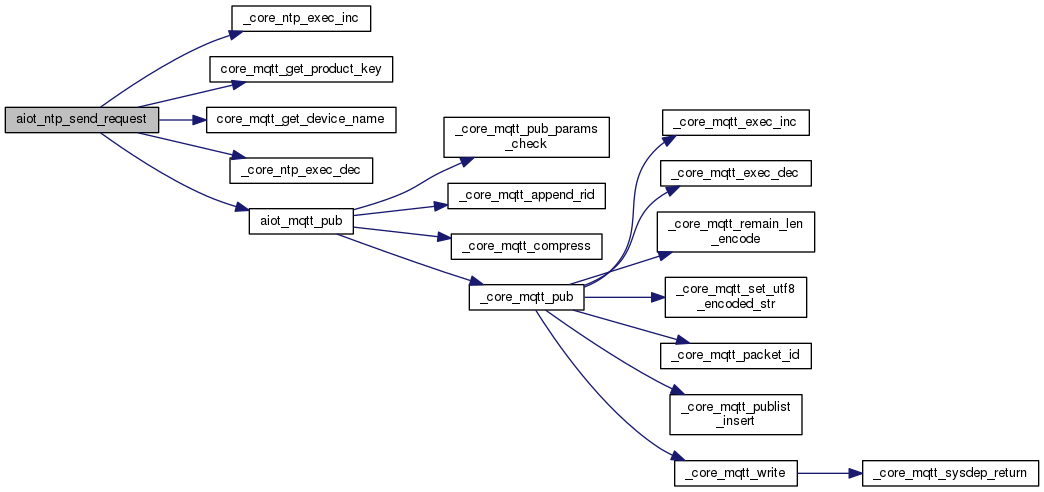 _core_ntp_exec_inc
core_mqtt_get_product_key
aiot_ntp_send_request
core_mqtt_get_device_name
_core_ntp_exec_dec
aiot_mqtt_pub
_core_mqtt_pub_params
_check
_core_mqtt_append_rid
_core_mqtt_compress
_core_mqtt_pub
_core_mqtt_exec_inc
_core_mqtt_exec_dec
_core_mqtt_remain_len
_encode
_core_mqtt_set_utf8
_encoded_str
_core_mqtt_packet_id
_core_mqtt_publist
_insert
_core_mqtt_write
_core_mqtt_sysdep_return